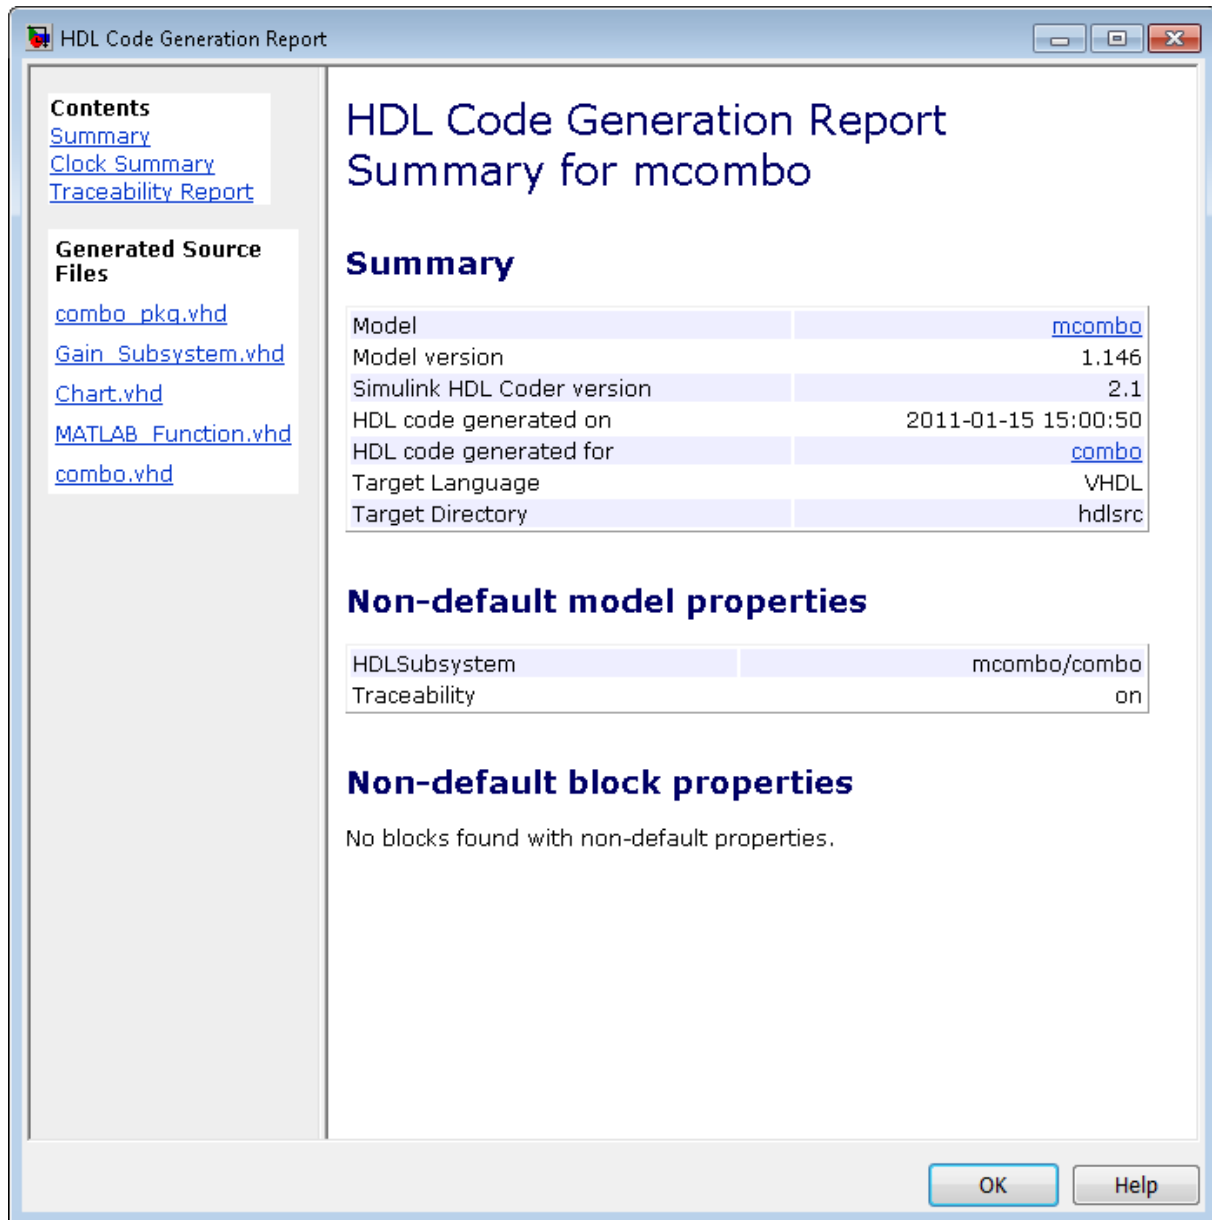 HDL Code Generation Report
Contents
Summary
Clock Summary
Traceability Report
Generated Source
Files
combo_pkg.vhd
Gain_Subsystem.vhd
Chart.vhd
MATLAB_Function.vhd
combo.vhd
HDL Code Generation Report
Summary for mcombo
Summary
Model mcombo
Model version 1.146
Simulink HDL Coder version 2.1
HDL code generated on 2011-01-15 15:00:50
HDL code generated for combo
Target Language VHDL
Target Directory hdlsrc
Non-default model properties
HDLSubsystem mcombo/combo
Traceability on
Non-default block properties
No blocks found with non-default properties.
OK Help